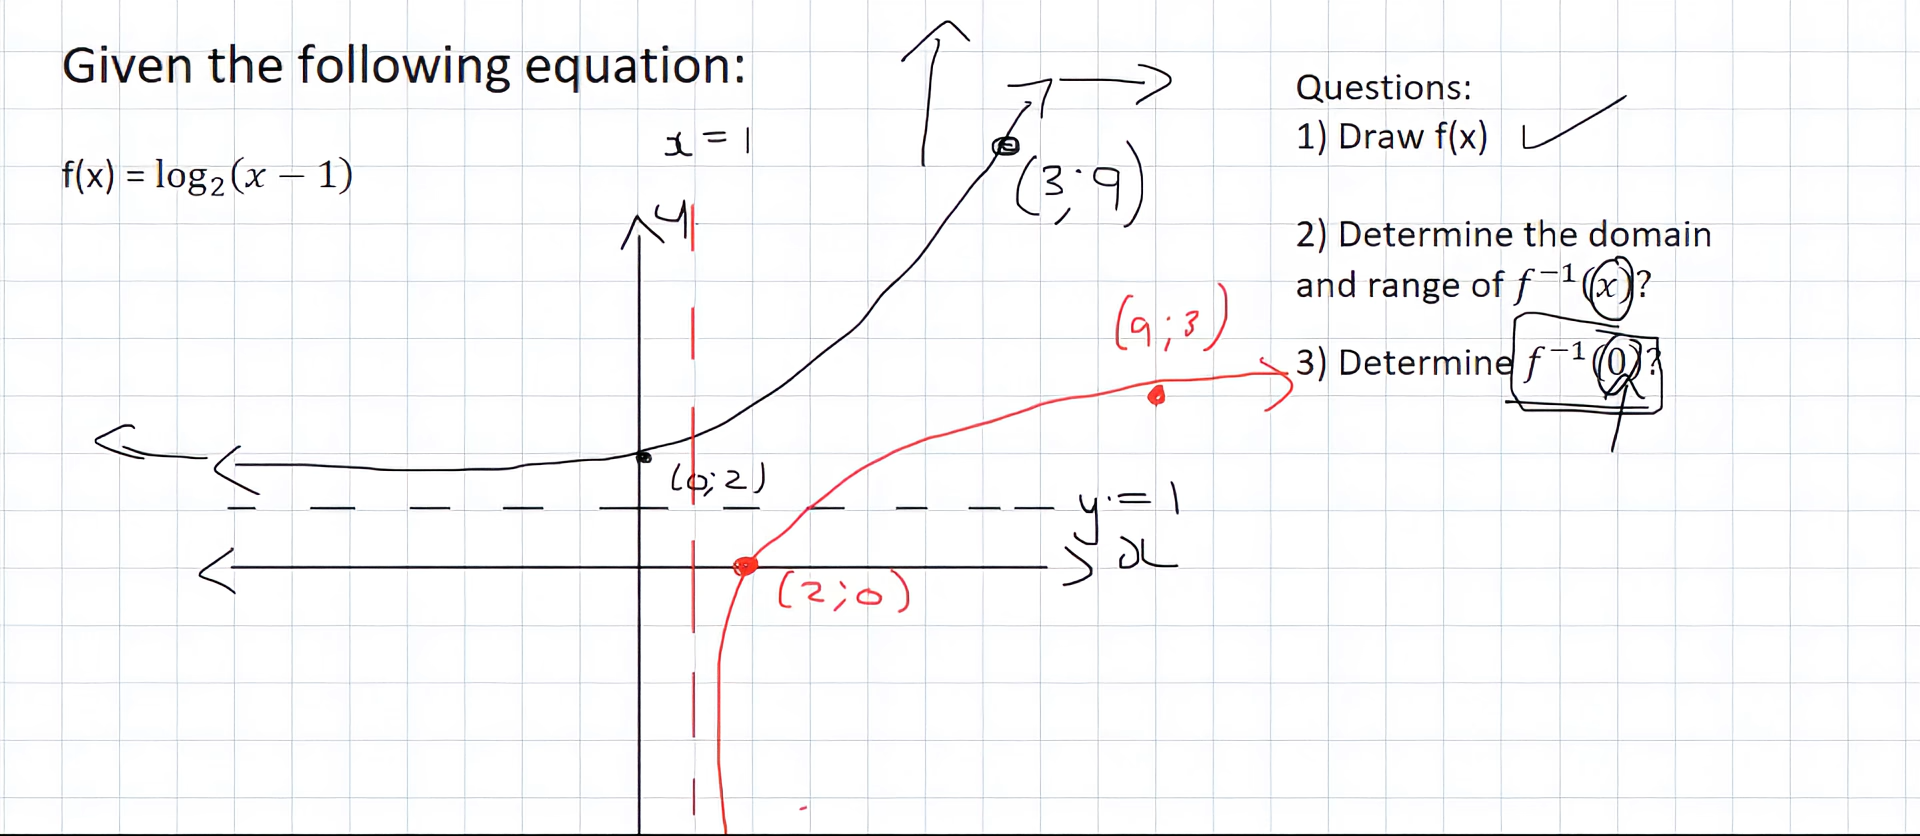 Given the following equation:
f(x) = log₂(x − 1)
x = 1
y
(3;9)
(9;3)
(0;2)
y = 1
x
(2;0)
Questions:
1) Draw f(x)
2) Determine the domain
and range of f⁻¹(x)?
3) Determine f⁻¹(0)?